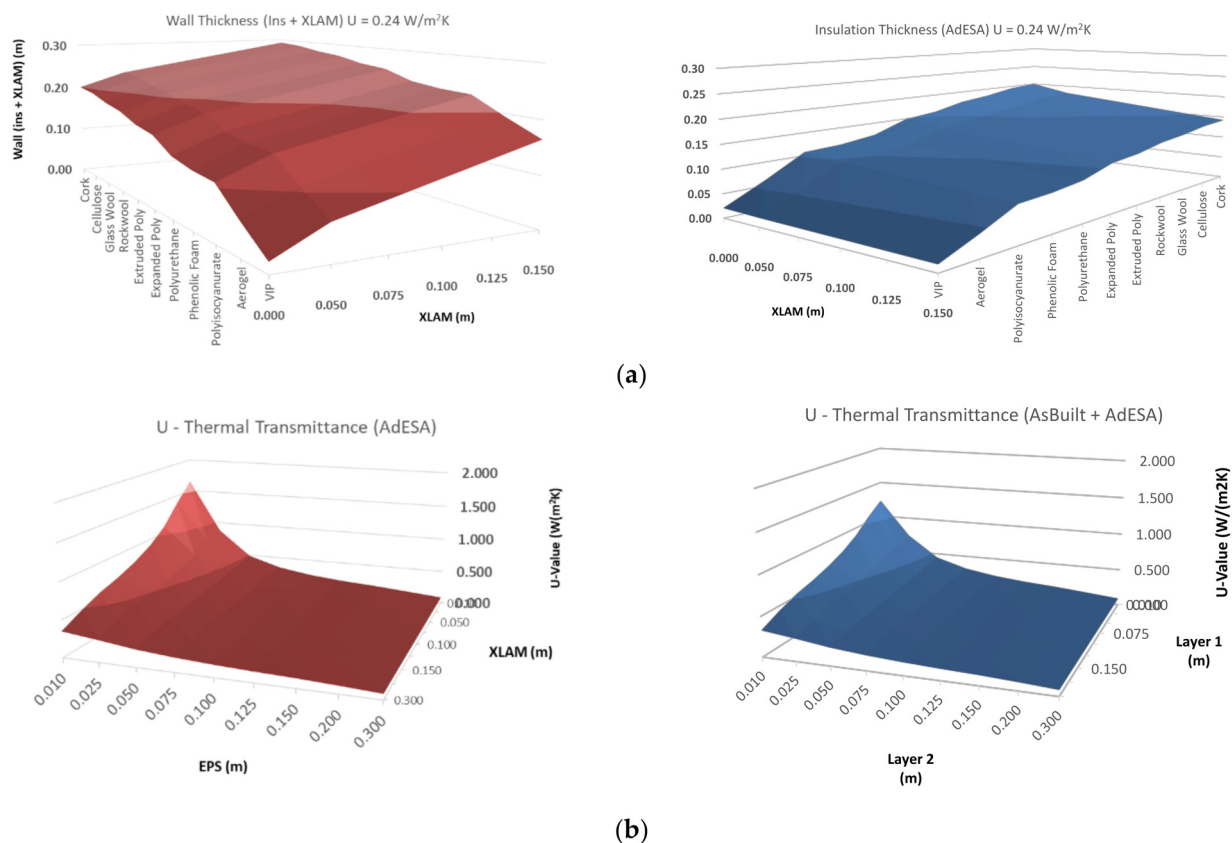 Wall Thickness (Ins + XLAM) U = 0.24 W/m²K
Wall (ins + XLAM) (m)
0.30
0.20
0.10
0.00
Cork
Cellulose
Glass Wool
Rockwool
Extruded Poly
Expanded Poly
Polyurethane
Phenolic Foam
Polyisocyanurate
Aerogel
VIP
0.000
0.050
0.075
0.100
0.125
0.150
XLAM (m)
Insulation Thickness (AdESA) U = 0.24 W/m²K
0.30
0.25
0.20
0.15
0.10
0.05
0.00
0.000
0.050
0.075
0.100
0.125
0.150
XLAM (m)
VIP
Aerogel
Polyisocyanurate
Phenolic Foam
Polyurethane
Expanded Poly
Extruded Poly
Rockwool
Glass Wool
Cellulose
Cork
(a)
U - Thermal Transmittance (AdESA)
2.000
1.500
1.000
0.500
0.000
U-Value (W(m²K)
0.050
0.100
0.150
0.300
XLAM (m)
0.010
0.025
0.050
0.075
0.100
0.125
0.150
0.200
0.300
EPS (m)
U - Thermal Transmittance (AsBuilt + AdESA)
2.000
1.500
1.000
0.500
U-Value (W/(m2K)
0.075
0.150
Layer 1
(m)
0.010
0.025
0.050
0.075
0.100
0.125
0.150
0.200
0.300
Layer 2
(m)
(b)